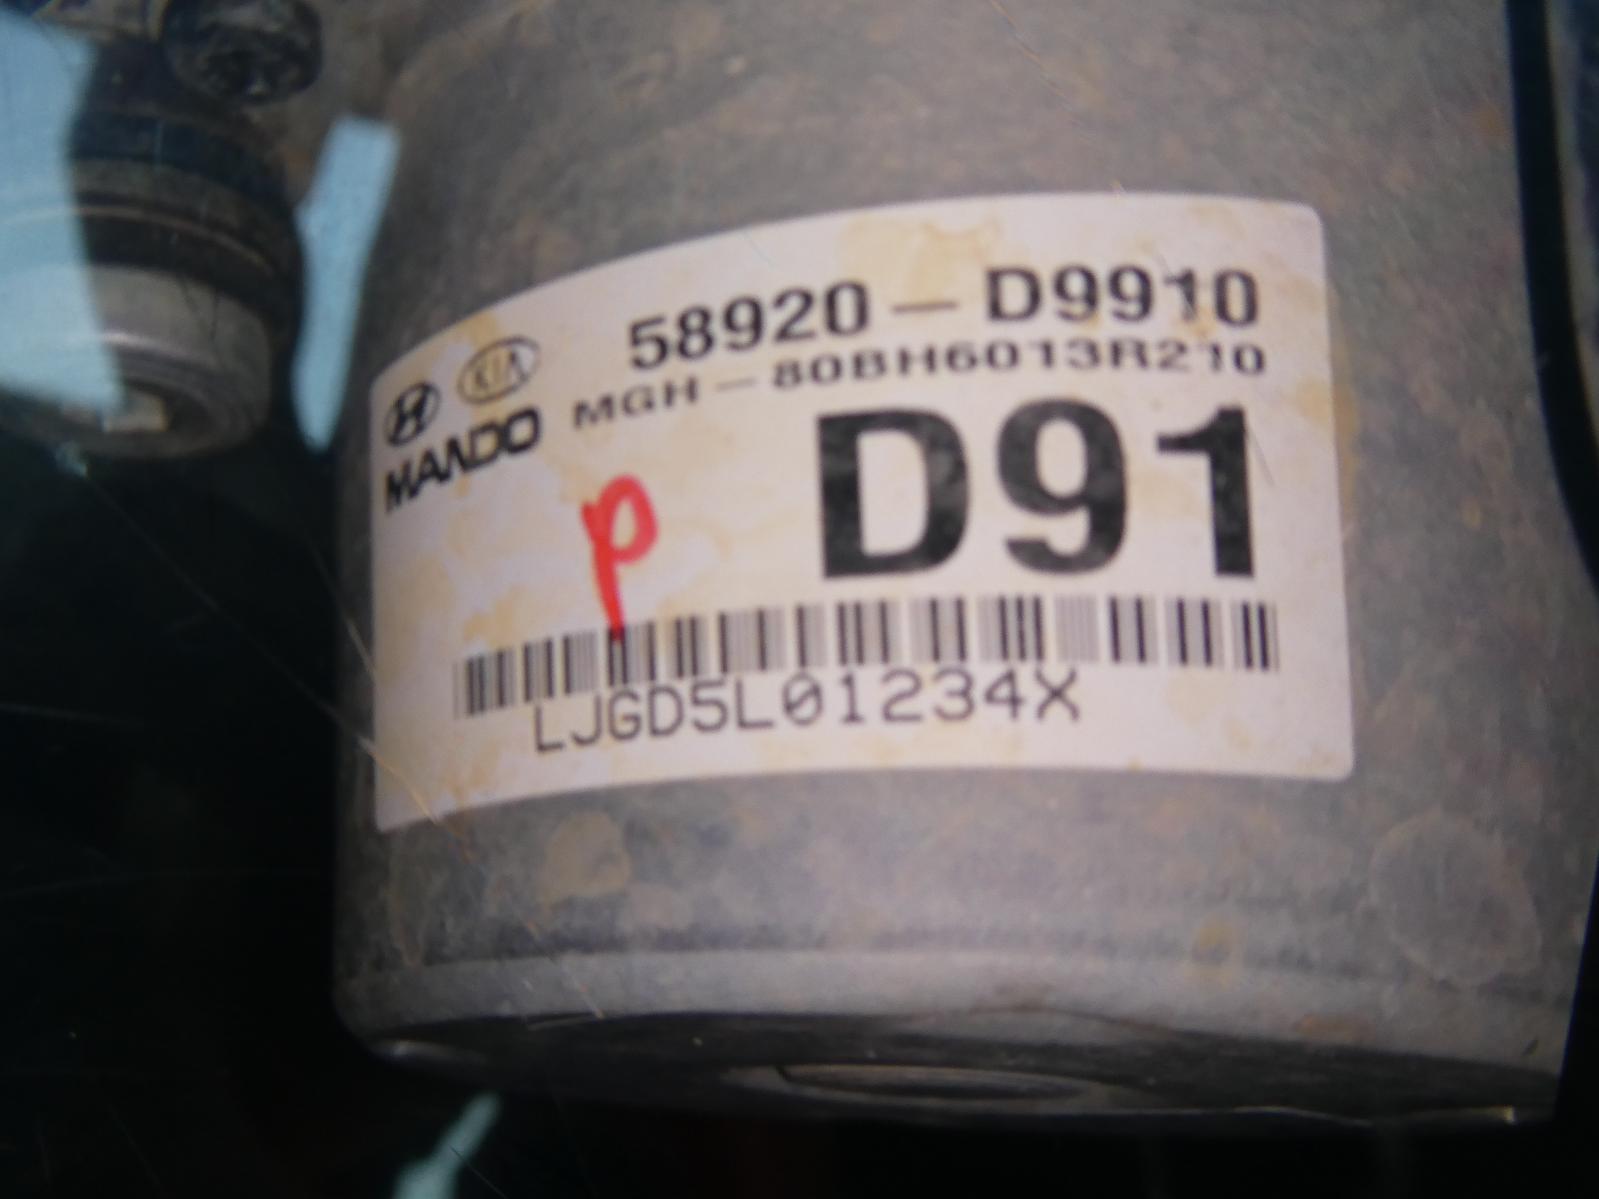 58920-D9910
KIA
MGH-80BH6013R210
MANDO
D91
p
LJGD5L01234X